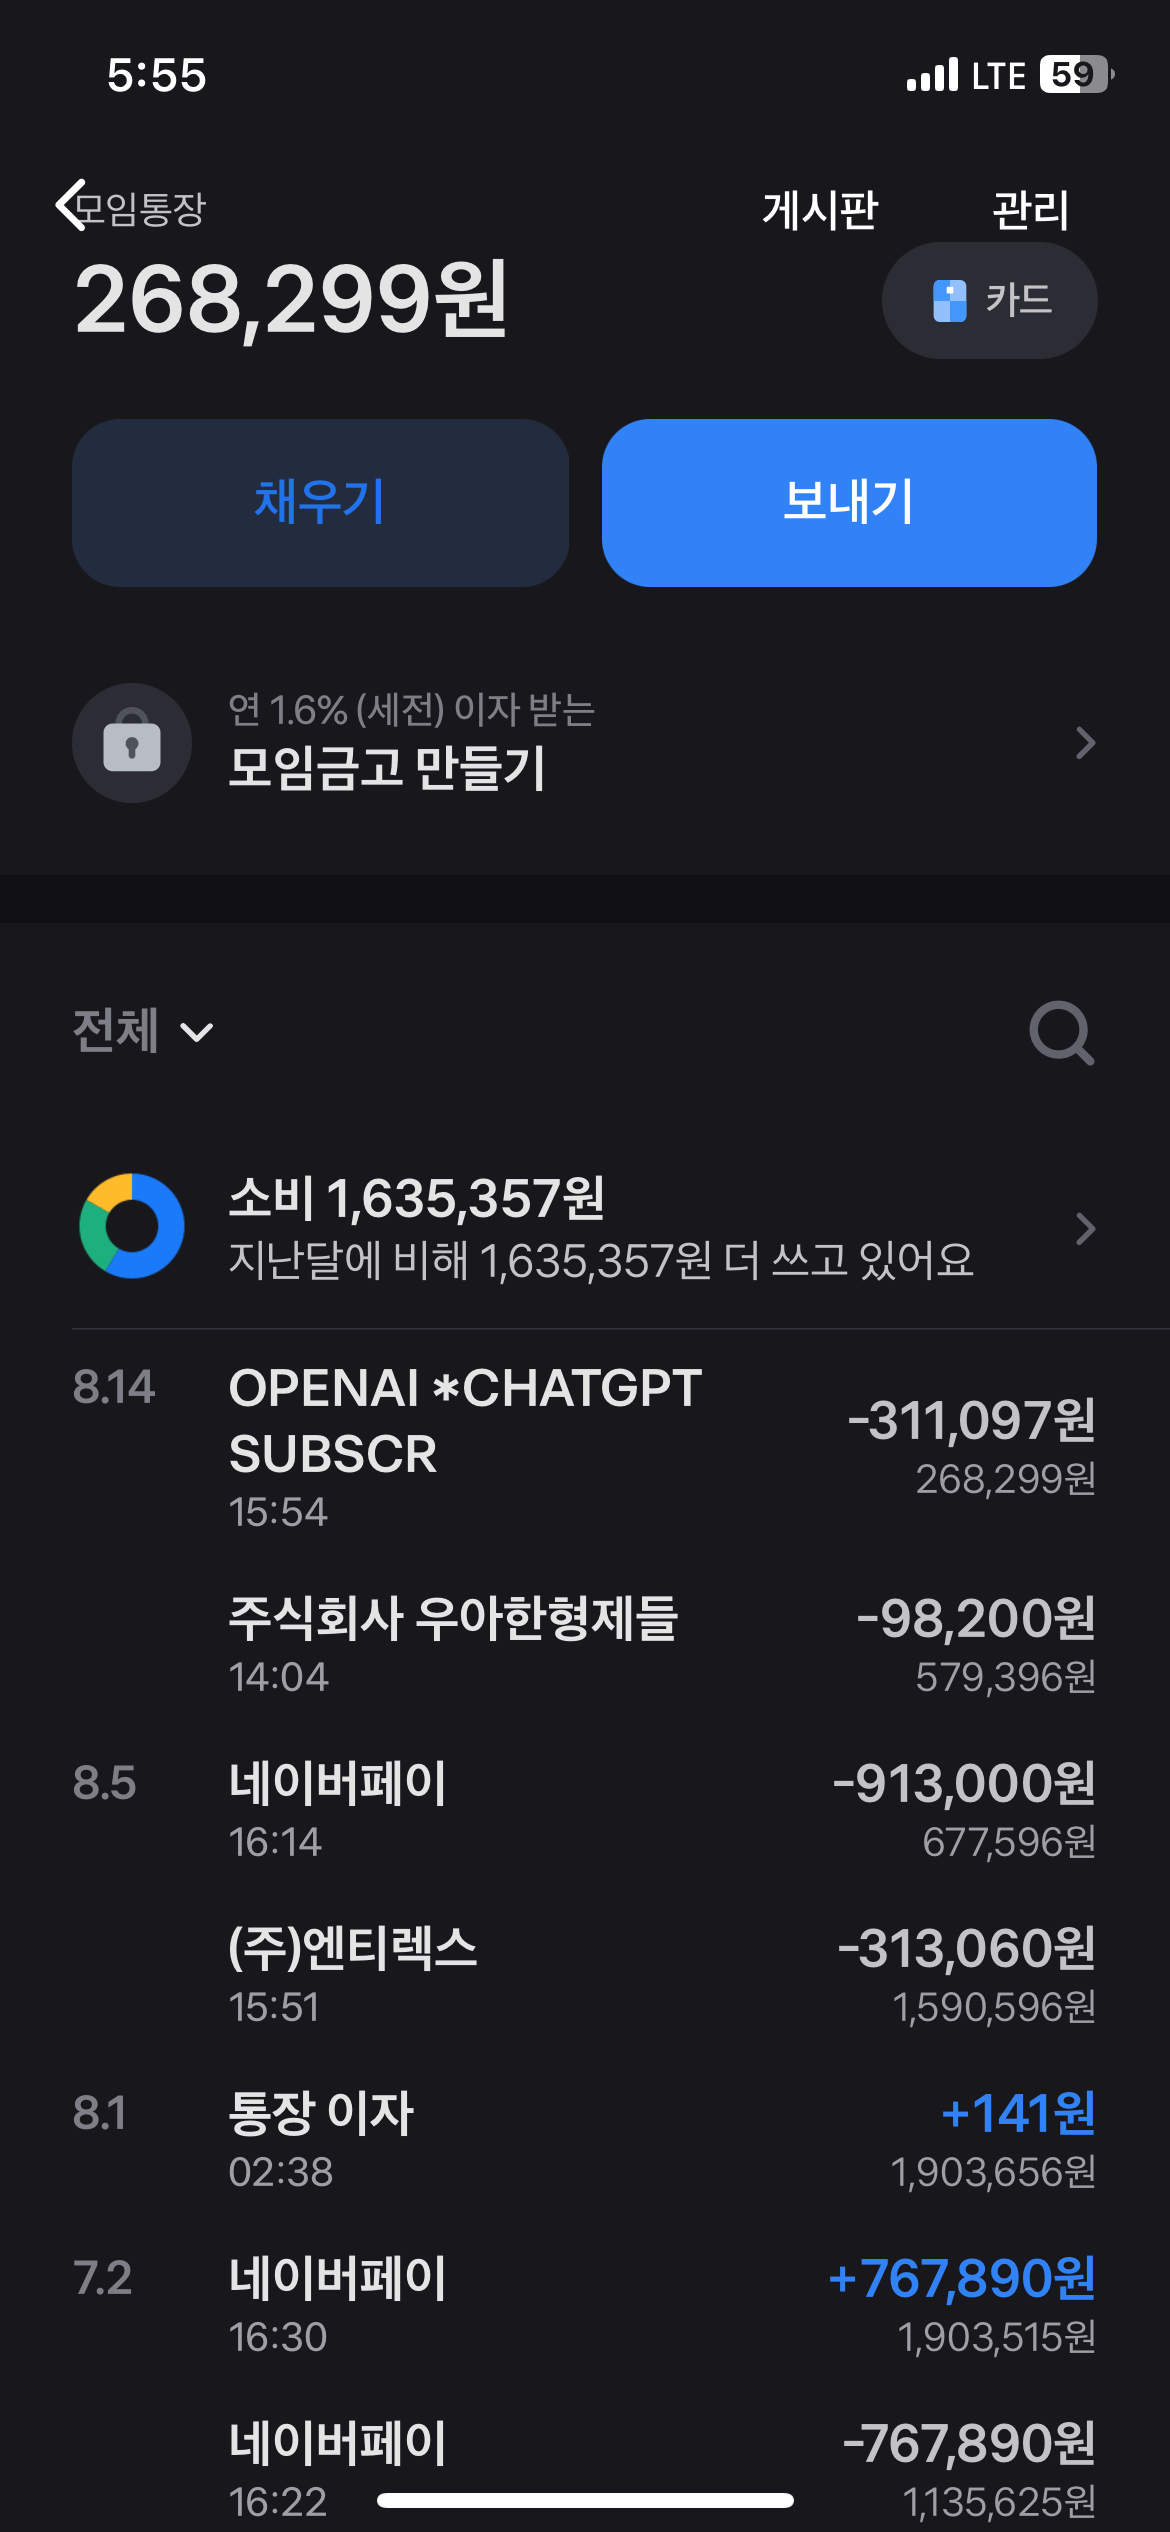 5:55
LTE 59
모임통장
게시판 관리
268,299원
카드
채우기
보내기
연 1.6% (세전) 이자 받는
모임금고 만들기
전체
소비 1,635,357원
지난달에 비해 1,635,357원 더 쓰고 있어요
8.14
OPENAI *CHATGPT
SUBSCR
15:54
-311,097원
268,299원
주식회사 우아한형제들
14:04
-98,200원
579,396원
8.5
네이버페이
16:14
-913,000원
677,596원
(주)엔티렉스
15:51
-313,060원
1,590,596원
8.1
통장 이자
02:38
+141원
1,903,656원
7.2
네이버페이
16:30
+767,890원
1,903,515원
네이버페이
16:22
-767,890원
1,135,625원